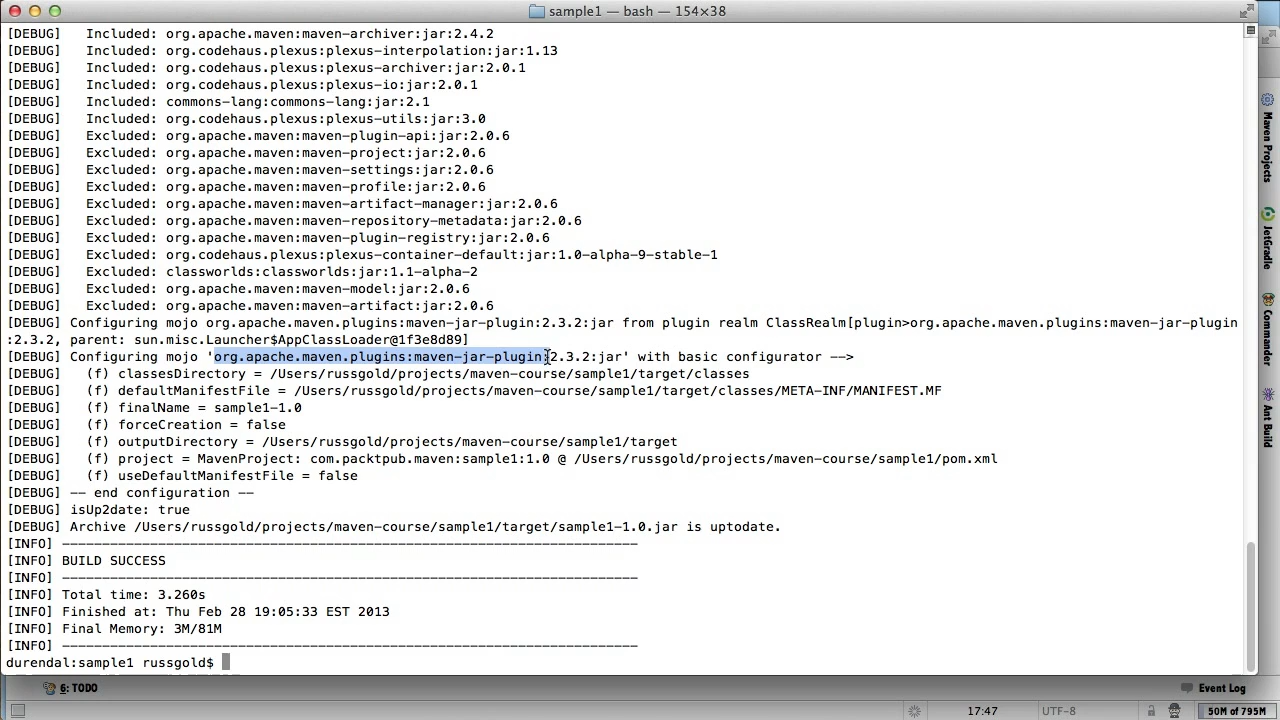 sample1 — bash — 154×38
[DEBUG]   Included: org.apache.maven:maven-archiver:jar:2.4.2
[DEBUG]   Included: org.codehaus.plexus:plexus-interpolation:jar:1.13
[DEBUG]   Included: org.codehaus.plexus:plexus-archiver:jar:2.0.1
[DEBUG]   Included: org.codehaus.plexus:plexus-io:jar:2.0.1
[DEBUG]   Included: commons-lang:commons-lang:jar:2.1
[DEBUG]   Included: org.codehaus.plexus:plexus-utils:jar:3.0
[DEBUG]   Excluded: org.apache.maven:maven-plugin-api:jar:2.0.6
[DEBUG]   Excluded: org.apache.maven:maven-project:jar:2.0.6
[DEBUG]   Excluded: org.apache.maven:maven-settings:jar:2.0.6
[DEBUG]   Excluded: org.apache.maven:maven-profile:jar:2.0.6
[DEBUG]   Excluded: org.apache.maven:maven-artifact-manager:jar:2.0.6
[DEBUG]   Excluded: org.apache.maven:maven-repository-metadata:jar:2.0.6
[DEBUG]   Excluded: org.apache.maven:maven-plugin-registry:jar:2.0.6
[DEBUG]   Excluded: org.codehaus.plexus:plexus-container-default:jar:1.0-alpha-9-stable-1
[DEBUG]   Excluded: classworlds:classworlds:jar:1.1-alpha-2
[DEBUG]   Excluded: org.apache.maven:maven-model:jar:2.0.6
[DEBUG]   Excluded: org.apache.maven:maven-artifact:jar:2.0.6
[DEBUG] Configuring mojo org.apache.maven.plugins:maven-jar-plugin:2.3.2:jar from plugin realm ClassRealm[plugin>org.apache.maven.plugins:maven-jar-plugin
:2.3.2, parent: sun.misc.Launcher$AppClassLoader@1f3e8d89]
[DEBUG] Configuring mojo 'org.apache.maven.plugins:maven-jar-plugin:2.3.2:jar' with basic configurator -->
[DEBUG]   (f) classesDirectory = /Users/russgold/projects/maven-course/sample1/target/classes
[DEBUG]   (f) defaultManifestFile = /Users/russgold/projects/maven-course/sample1/target/classes/META-INF/MANIFEST.MF
[DEBUG]   (f) finalName = sample1-1.0
[DEBUG]   (f) forceCreation = false
[DEBUG]   (f) outputDirectory = /Users/russgold/projects/maven-course/sample1/target
[DEBUG]   (f) project = MavenProject: com.packtpub.maven:sample1:1.0 @ /Users/russgold/projects/maven-course/sample1/pom.xml
[DEBUG]   (f) useDefaultManifestFile = false
[DEBUG] -- end configuration --
[DEBUG] isUp2date: true
[DEBUG] Archive /Users/russgold/projects/maven-course/sample1/target/sample1-1.0.jar is uptodate.
[INFO] ------------------------------------------------------------------------
[INFO] BUILD SUCCESS
[INFO] ------------------------------------------------------------------------
[INFO] Total time: 3.260s
[INFO] Finished at: Thu Feb 28 19:05:33 EST 2013
[INFO] Final Memory: 3M/81M
[INFO] ------------------------------------------------------------------------
durendal:sample1 russgold$
Maven Projects
JetGradle
Commander
Ant Build
6: TODO
Event Log
17:47
UTF-8
50M of 795M